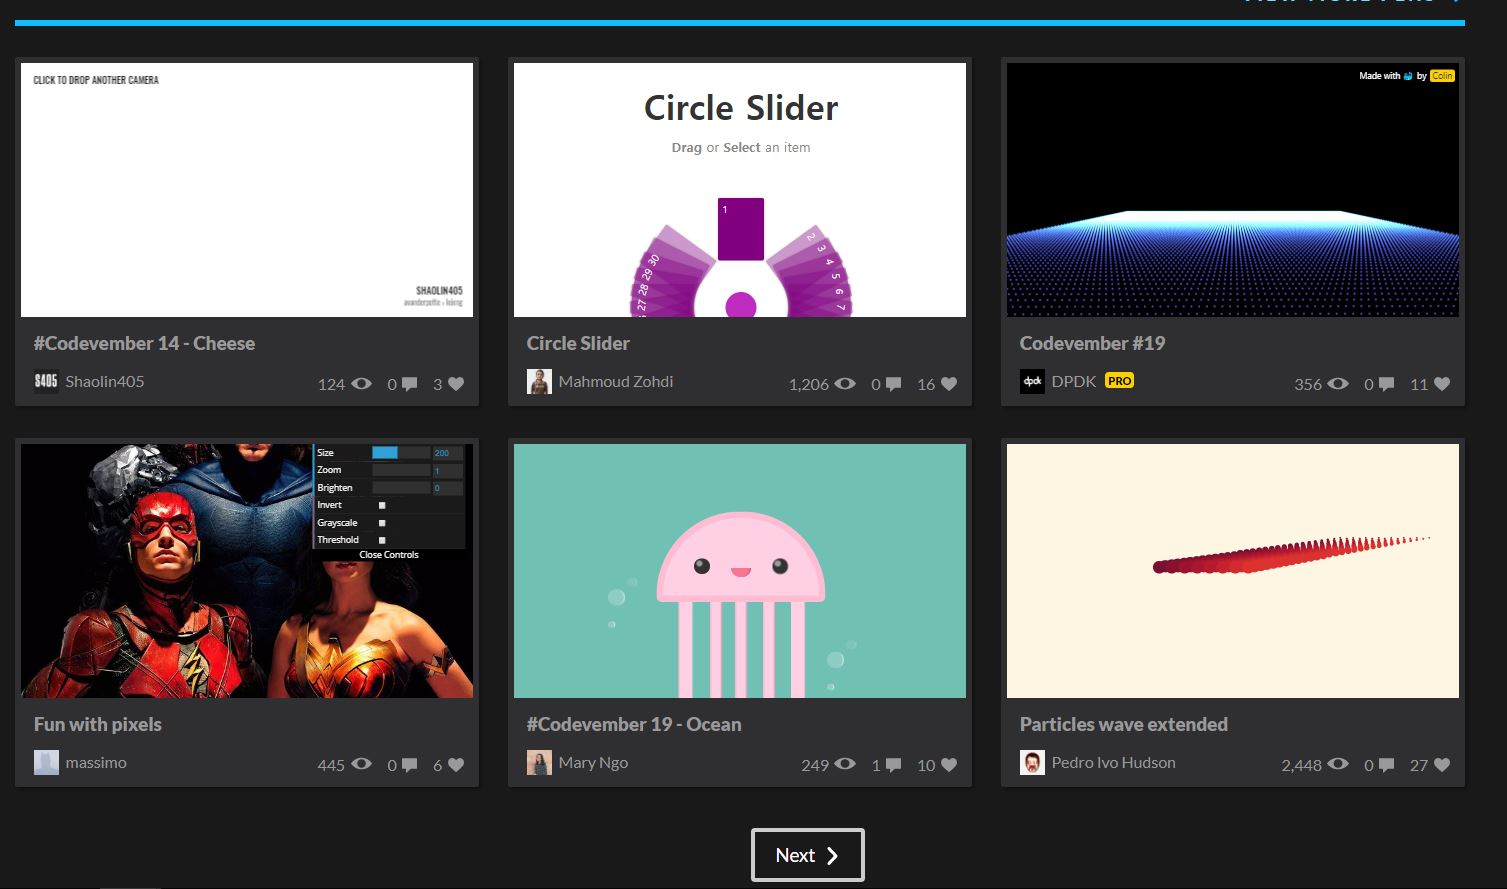 CLICK TO DROP ANOTHER CAMERA
SHAOLIN405
#Codevember 14 - Cheese
S405 Shaolin405 124 0 3
Circle Slider
Drag or Select an item
1
30 29 28 27
2 3 4 5 6 7
Circle Slider
Mahmoud Zohdi 1,206 0 16
Made with by Colin
Codevember #19
dpdk DPDK PRO 356 0 11
Size 200
Zoom 1
Brighten 0
Invert
Grayscale
Threshold
Close Controls
Fun with pixels
massimo 445 0 6
#Codevember 19 - Ocean
Mary Ngo 249 1 10
Particles wave extended
Pedro Ivo Hudson 2,448 0 27
Next